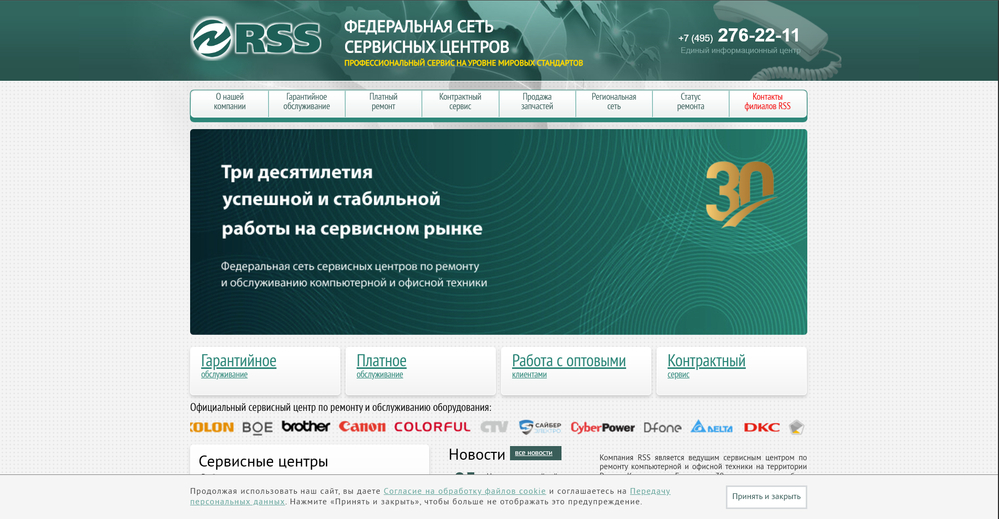 RSS
ФЕДЕРАЛЬНАЯ СЕТЬ
СЕРВИСНЫХ ЦЕНТРОВ
ПРОФЕССИОНАЛЬНЫЙ СЕРВИС НА УРОВНЕ МИРОВЫХ СТАНДАРТОВ
+7 (495) 276-22-11
Единый информационный центр
О нашей
компании
Гарантийное
обслуживание
Платный
ремонт
Контрактный
сервис
Продажа
запчастей
Региональная
сеть
Статус
ремонта
Контакты
филиалов RSS
Три десятилетия
успешной и стабильной
работы на сервисном рынке
30
Федеральная сеть сервисных центров по ремонту
и обслуживанию компьютерной и офисной техники
Гарантийное
обслуживание
Платное
обслуживание
Работа с оптовыми
клиентами
Контрактный
сервис
Официальный сервисный центр по ремонту и обслуживанию оборудования:
BOE brother Canon COLORFUL CTV САЙБЕР ЭЛЕКТРО CyberPower D-fone DELTA DKC
Сервисные центры
Новости
все новости
Компания RSS является ведущим сервисным центром по
ремонту компьютерной и офисной техники на территории
Продолжая использовать наш сайт, вы даете Согласие на обработку файлов cookie и соглашаетесь на Передачу
персональных данных. Нажмите «Принять и закрыть», чтобы больше не отображать это предупреждение.
Принять и закрыть